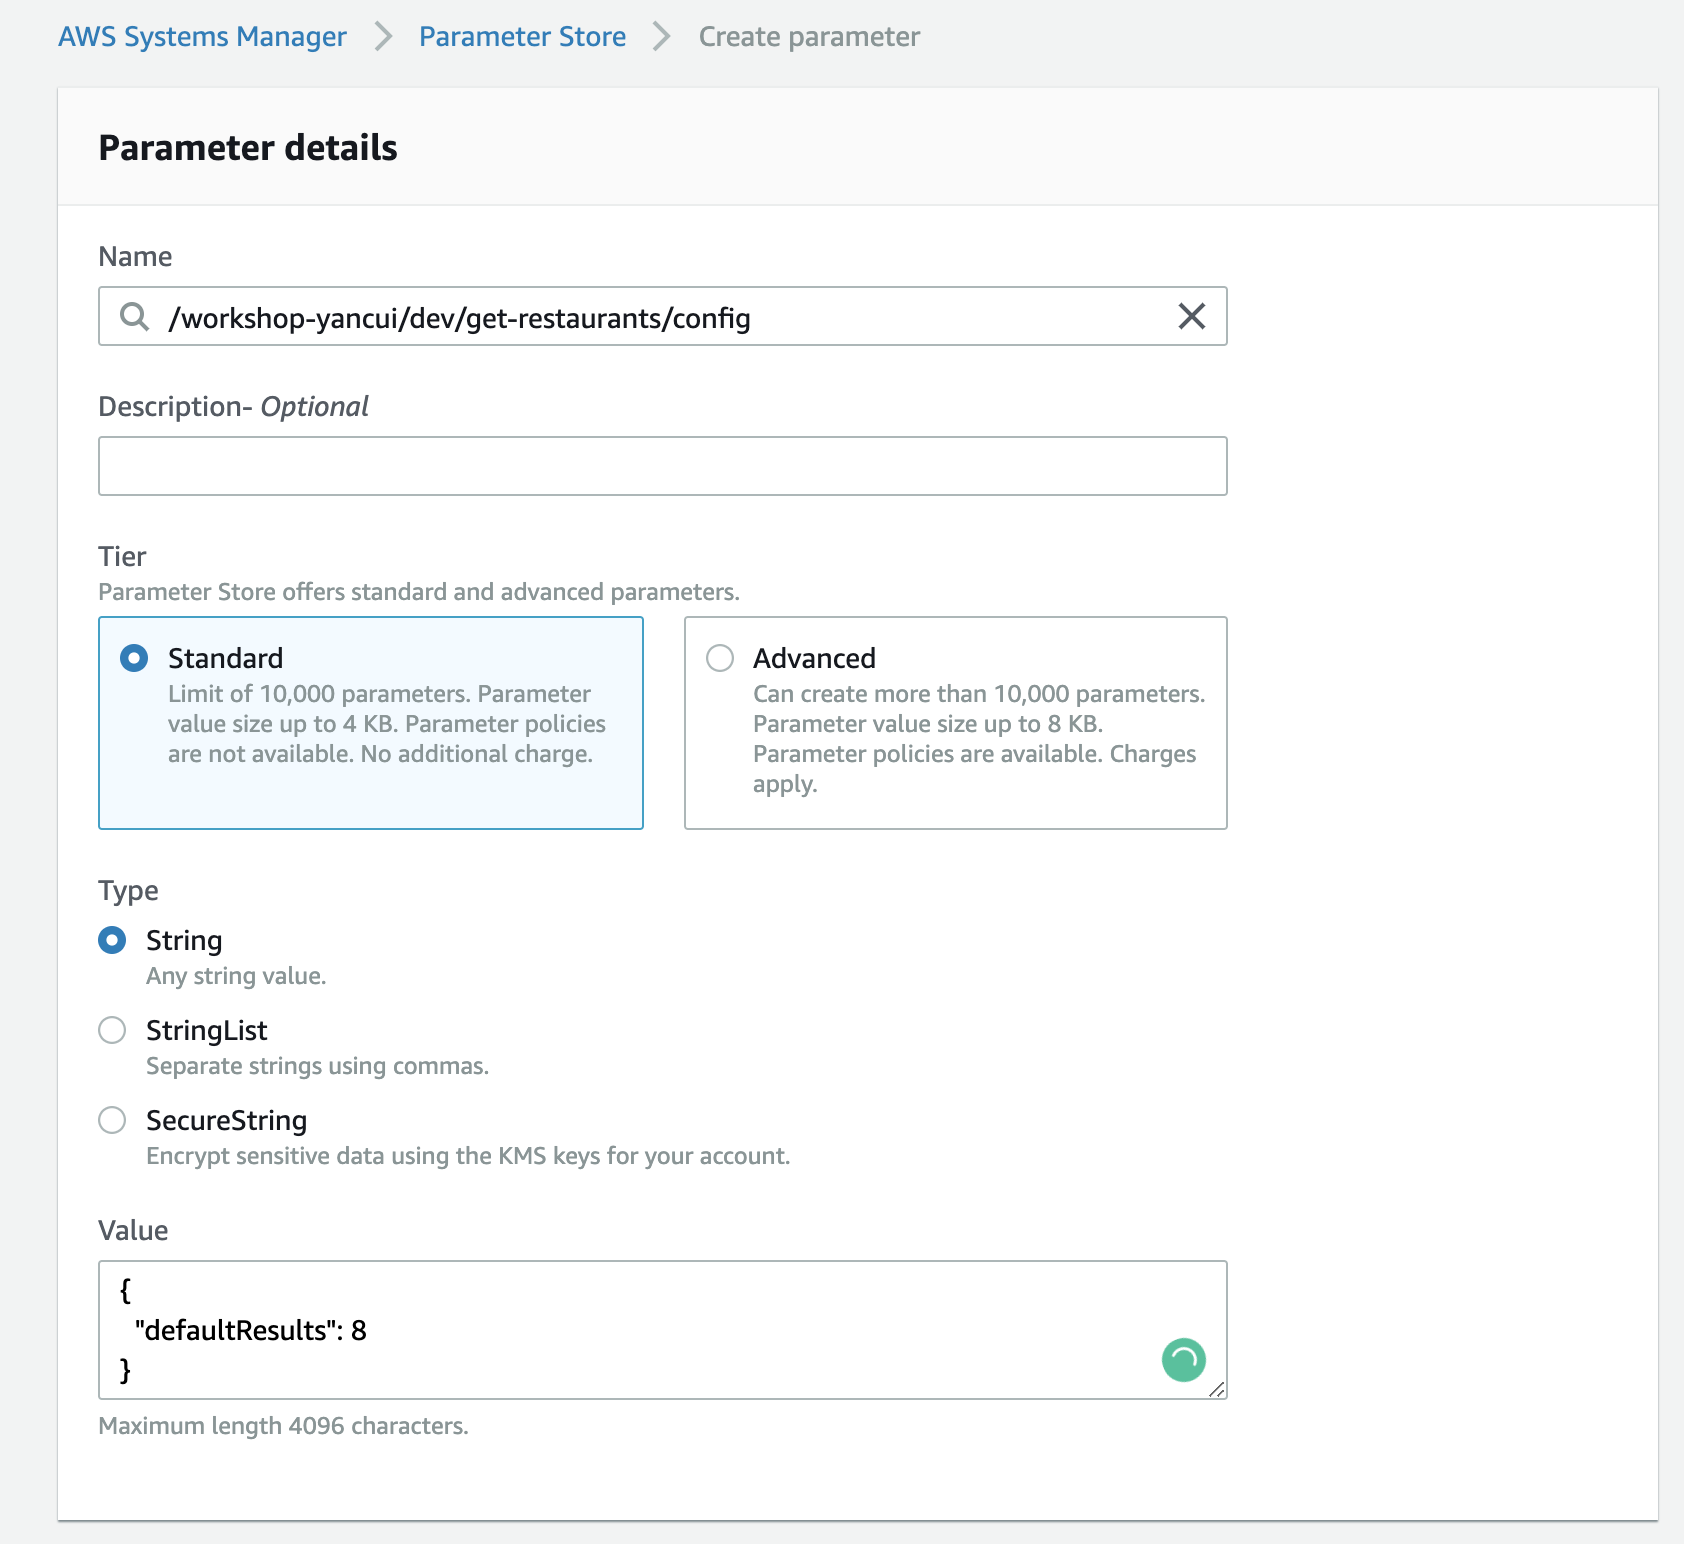 AWS Systems Manager > Parameter Store > Create parameter
Parameter details
Name
/workshop-yancui/dev/get-restaurants/config
Description- Optional
Tier
Parameter Store offers standard and advanced parameters.
Standard
Limit of 10,000 parameters. Parameter
value size up to 4 KB. Parameter policies
are not available. No additional charge.
Advanced
Can create more than 10,000 parameters.
Parameter value size up to 8 KB.
Parameter policies are available. Charges
apply.
Type
String
Any string value.
StringList
Separate strings using commas.
SecureString
Encrypt sensitive data using the KMS keys for your account.
Value
{
"defaultResults": 8
}
Maximum length 4096 characters.